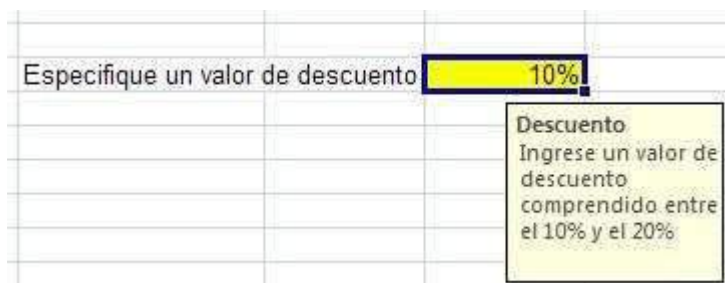 Especifique un valor de descuento 10%
Descuento
Ingrese un valor de
descuento
comprendido entre
el 10% y el 20%